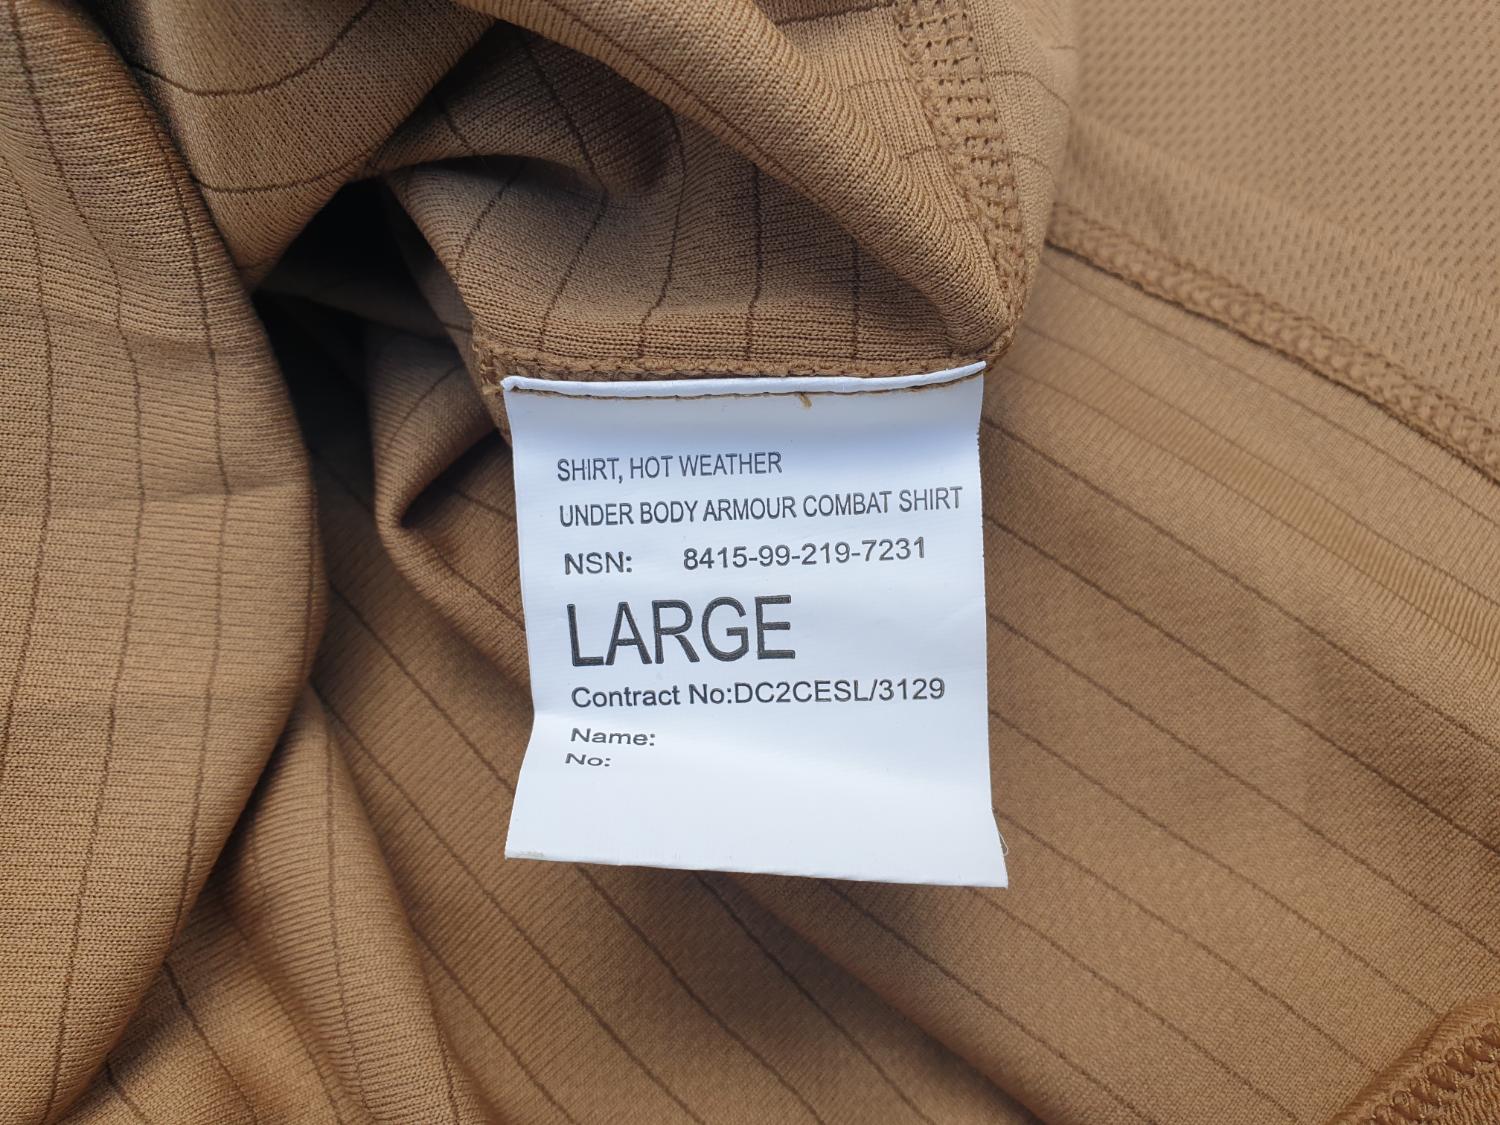 SHIRT, HOT WEATHER
UNDER BODY ARMOUR COMBAT SHIRT
NSN: 8415-99-219-7231
LARGE
Contract No:DC2CESL/3129
Name:
No: